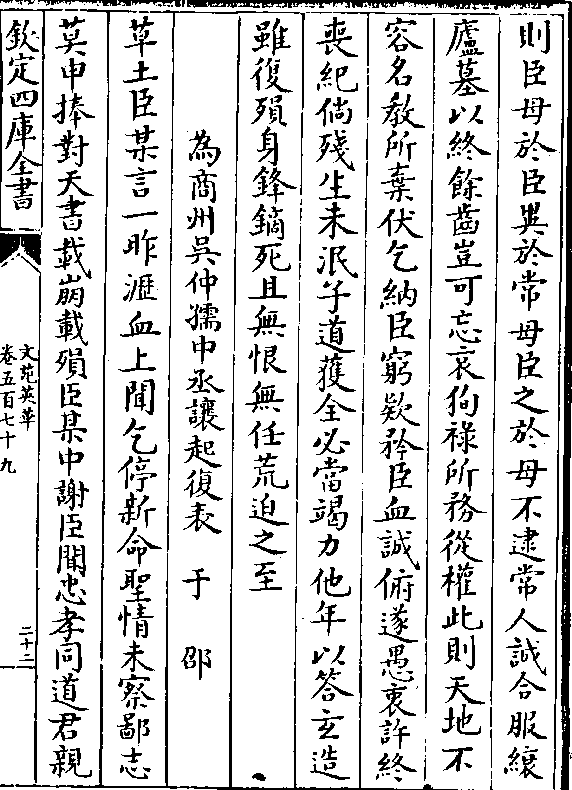 則臣母於臣異於常母臣之於母不逮常人誠合服縗
廬墓以終餘齒豈可忘哀徇祿所務從權此則天地不
容名教所棄伏乞納臣窮欵矜臣血誠俯遂愚衷許終
喪紀倘殘生未泯子道獲全必當竭力他年以答玄造
雖復殞身鋒鏑死且無恨無任荒迫之至
為商州吳仲孺中丞讓起復表 于邵
草土臣某言一昨瀝血上聞乞停新命聖情未察鄙志
莫申捧對天書載崩載殞臣某中謝臣聞忠孝同道君親
欽定四庫全書
文苑英華
卷五百七十九
二十二